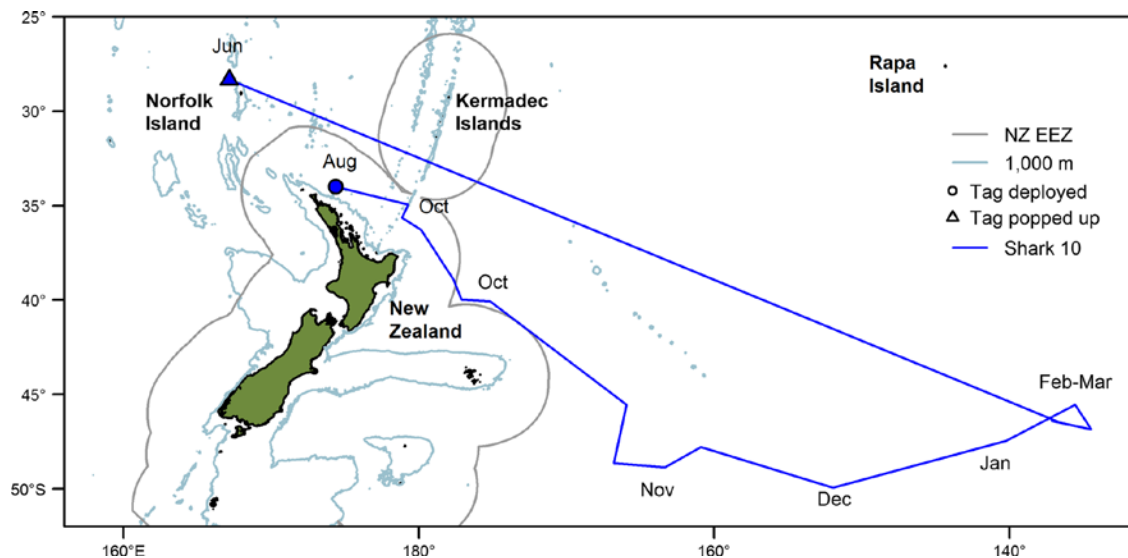 25°
Jun
Rapa
Island
30°
Norfolk
Island
Kermadec
Islands
NZ EEZ
1,000 m
Tag deployed
Tag popped up
Shark 10
Aug
35°
Oct
40°
Oct
New
Zealand
45°
Feb-Mar
Jan
50°S
Nov
Dec
160°E
180°
160°
140°